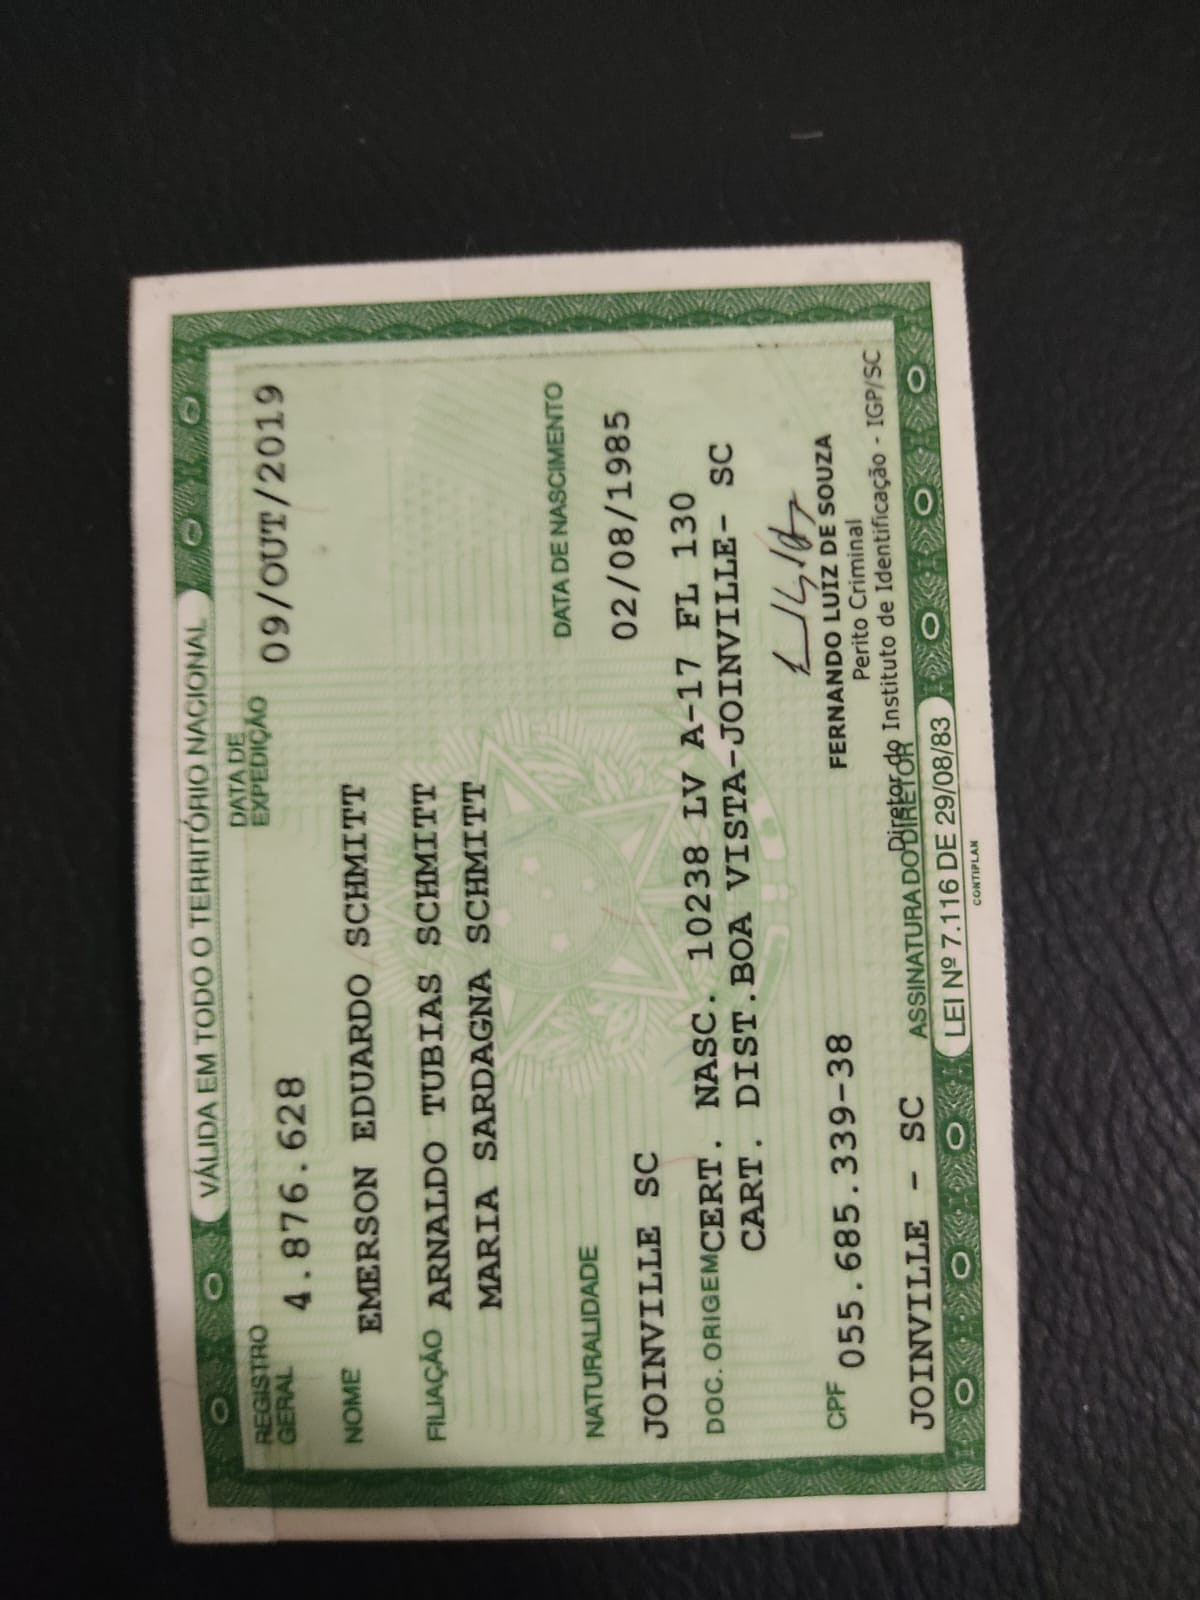 VÁLIDA EM TODO O TERRITÓRIO NACIONAL
REGISTRO GERAL 4.876.628 DATA DE EXPEDIÇÃO 09/OUT/2019
NOME EMERSON EDUARDO SCHMITT
FILIAÇÃO ARNALDO TUBIAS SCHMITT
MARIA SARDAGNA SCHMITT
NATURALIDADE DATA DE NASCIMENTO
JOINVILLE SC 02/08/1985
DOC. ORIGEM CERT. NASC. 10238 LV A-17 FL 130
CART. DIST.BOA VISTA-JOINVILLE- SC
CPF 055.685.339-38
FERNANDO LUIZ DE SOUZA
Perito Criminal
Diretor do Instituto de Identificação - IGP/SC
JOINVILLE - SC ASSINATURA DO DIRETOR
LEI Nº 7.116 DE 29/08/83
CONTIPLAN